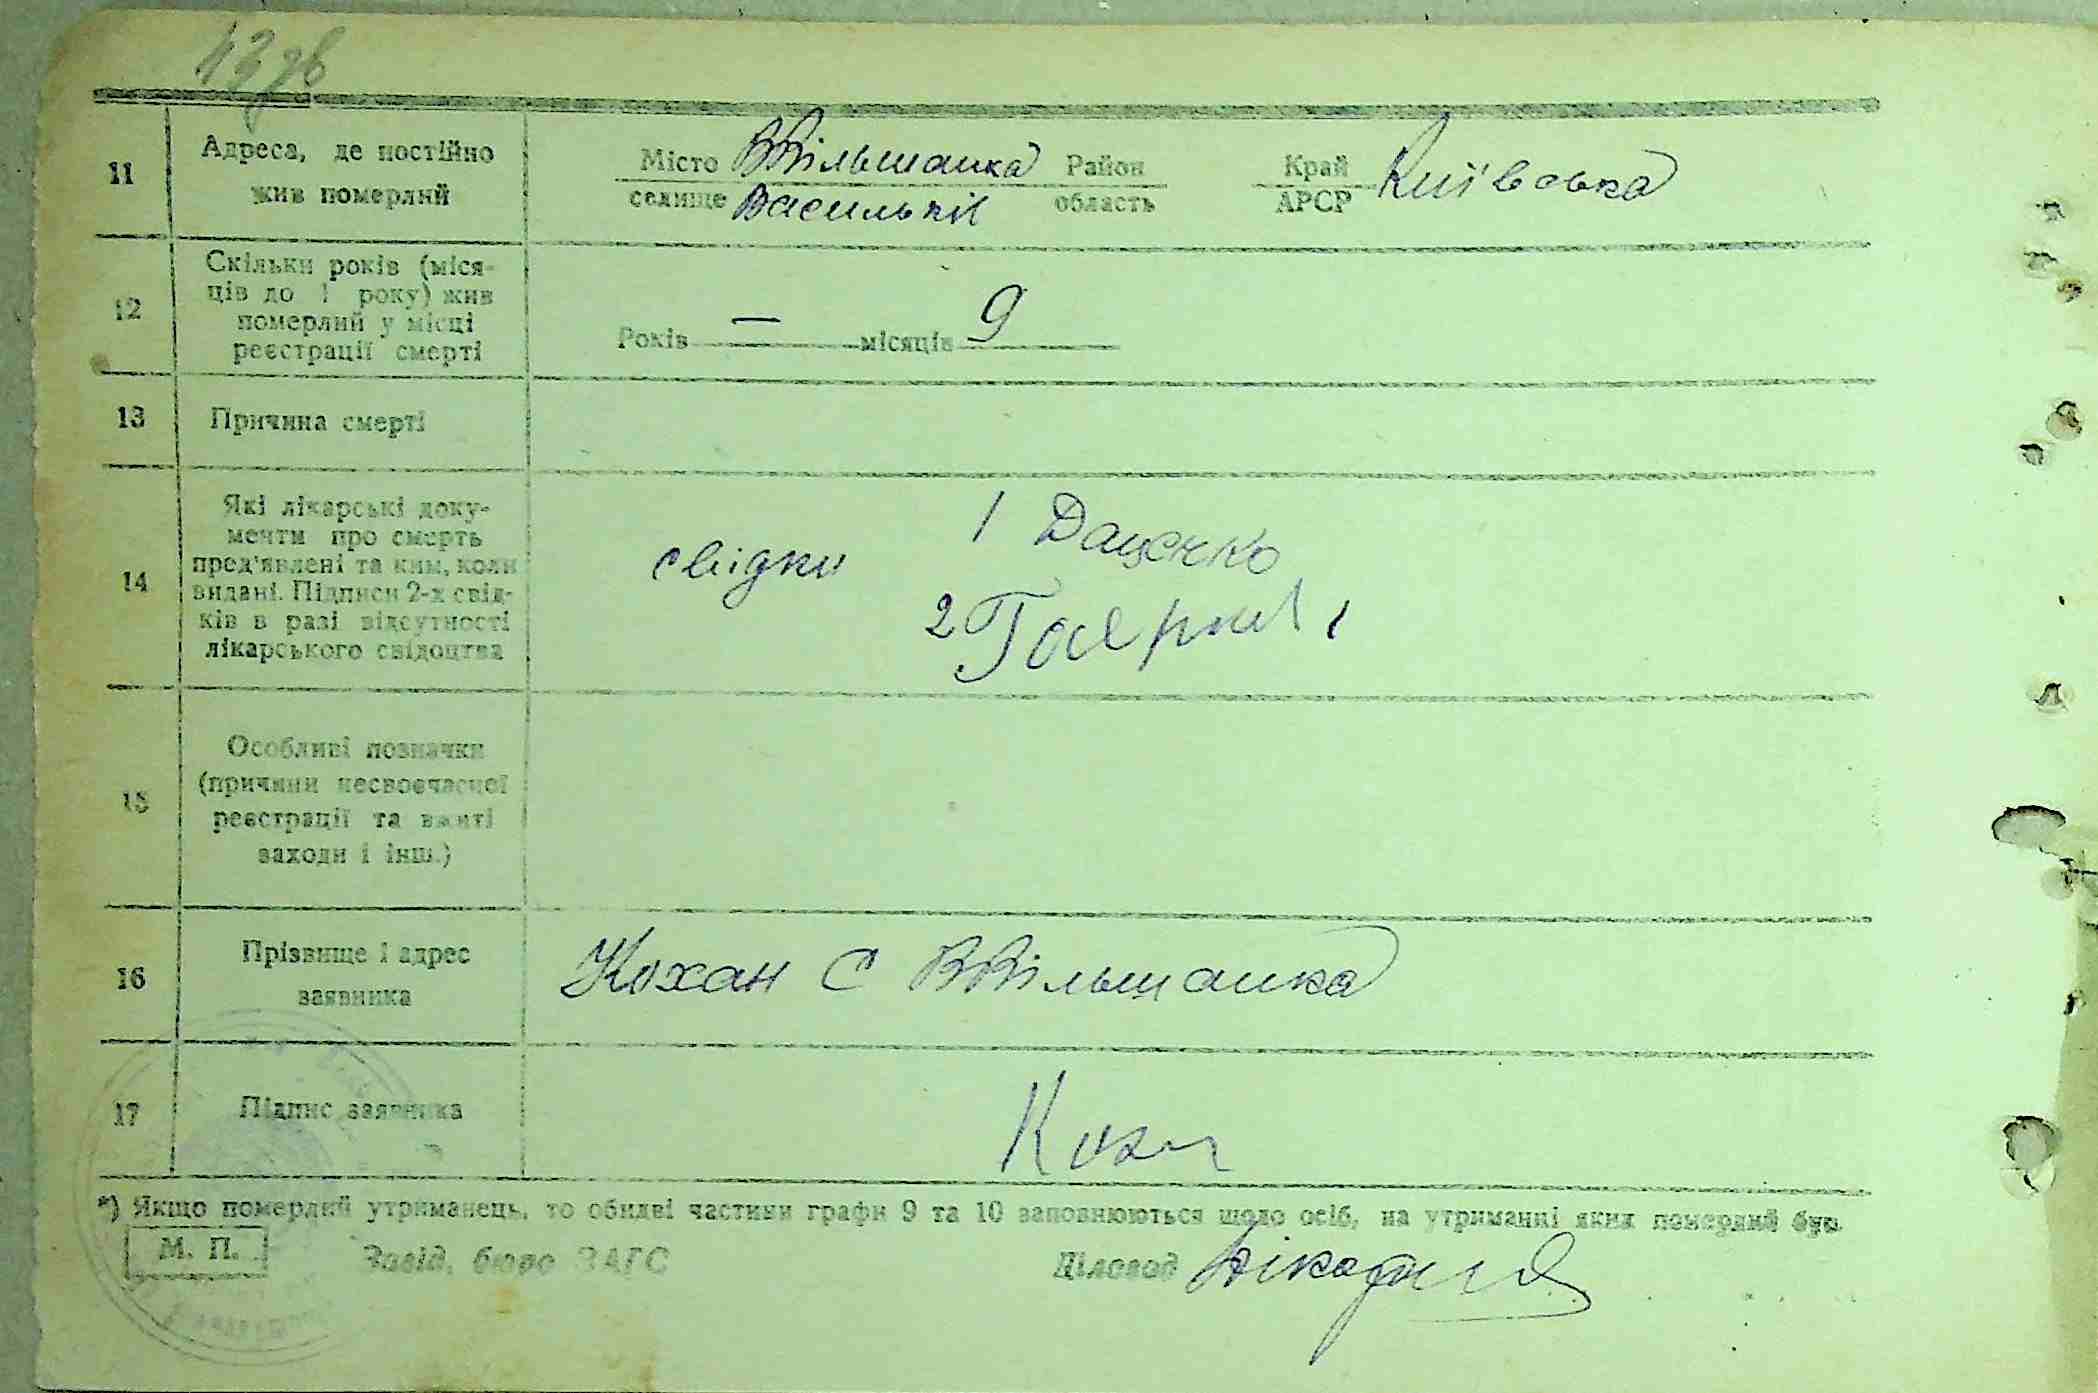 43 зв
11 Адреса, де постійно жив померлий
Місто ВВільшанка Район Край Київська
селище Васильків область АРСР
12 Скільки років (міся-
ців до 1 року) жив
померлий у місці
реєстрації смерті
Років — місяців 9
13 Причина смерті
14 Які лікарські доку-
менти про смерть
пред'явлені та ким, коли
видані. Підписи 2-х свід-
ків в разі відсутності
лікарського свідоцтва
свідки 1 Даценко
2
15 Особливі позначки
(причини несвоєчасної
реєстрації та вжиті
заходи і інш.)
16 Прізвище і адрес
заявника
Кохан С ВВільшанка
17 Підпис заявника
*) Якщо померлий утриманець, то обидві частини графи 9 та 10 заповнюються щодо осіб, на утриманні яких померлий був.
М. П. Завід. бюро ЗАГС Діловод